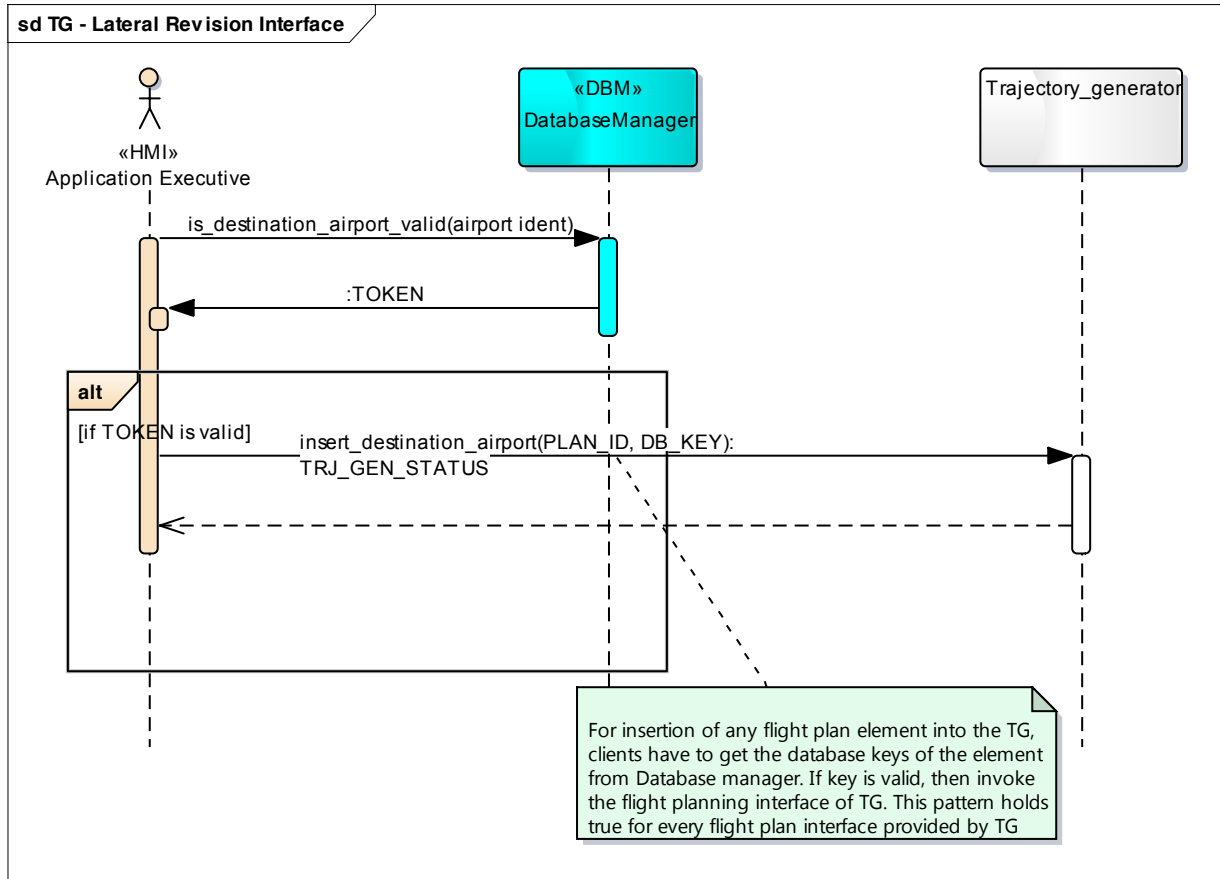 sd TG - Lateral Revision Interface
«HMI»
Application Executive
«DBM»
DatabaseManager
Trajectory_generator
is_destination_airport_valid(airport ident)
:TOKEN
alt
[if TOKEN is valid]
insert_destination_airport(PLAN_ID, DB_KEY):
TRJ_GEN_STATUS
For insertion of any flight plan element into the TG,
clients have to get the database keys of the element
from Database manager. If key is valid, then invoke
the flight planning interface of TG. This pattern holds
true for every flight plan interface provided by TG